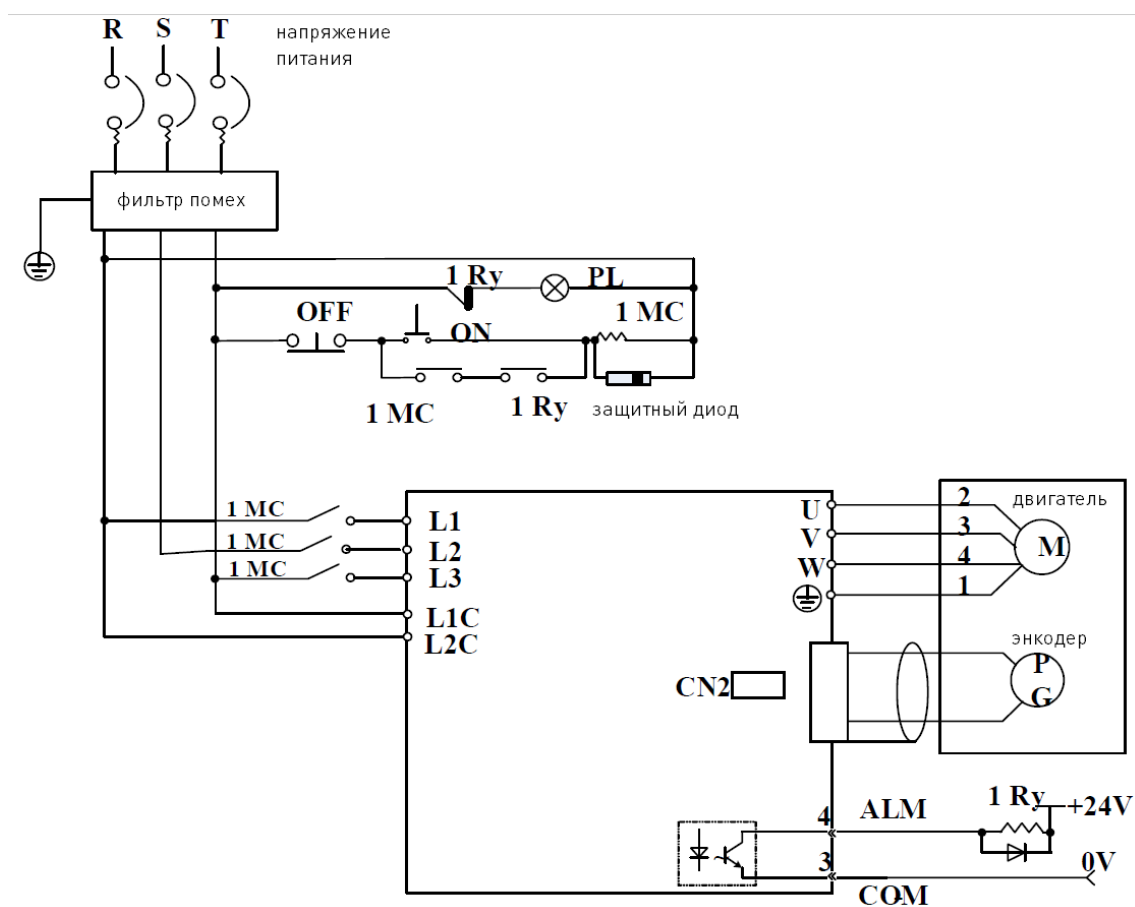 R S T напряжение
питания
фильтр помех
1 Ry PL
OFF ON 1 MC
1 MC 1 Ry защитный диод
1 MC L1
1 MC L2
1 MC L3
L1C
L2C
U 2 двигатель
V 3 M
W 4
1
энкодер
CN2 P
G
1 Ry +24V
4 ALM
3 0V
COM